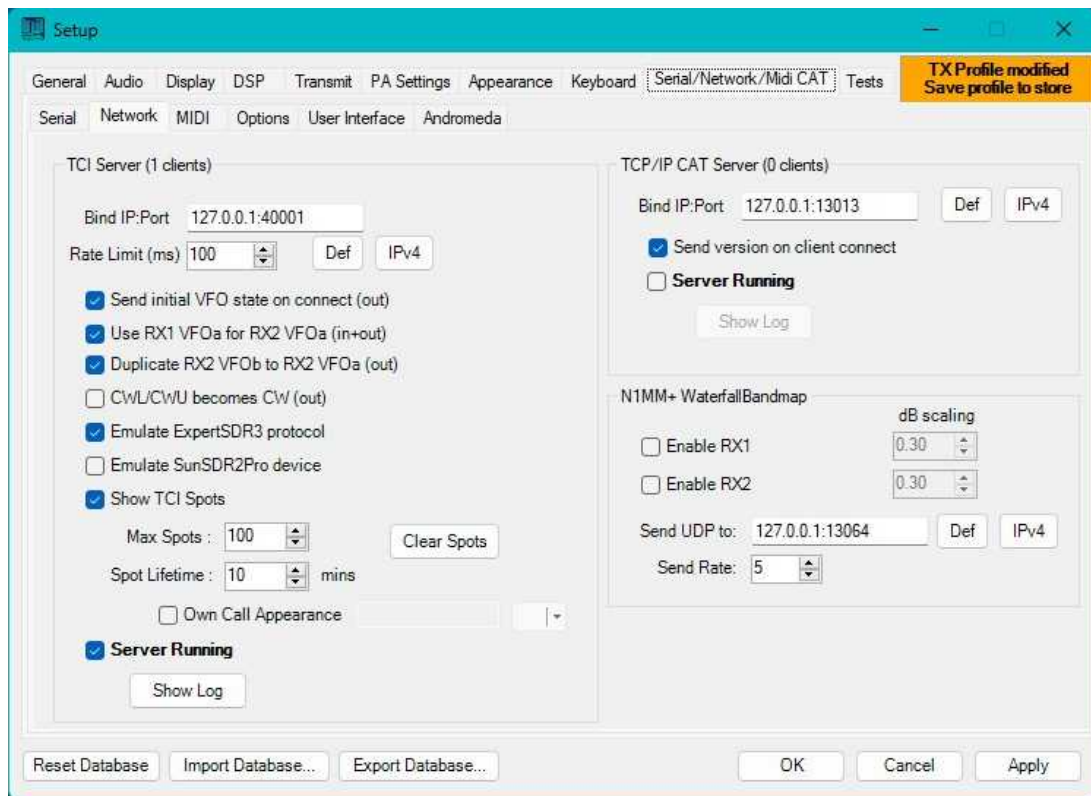 Setup
General Audio Display DSP Transmit PA Settings Appearance Keyboard Serial/Network/Midi CAT Tests
TX Profile modified
Save profile to store
Serial Network MIDI Options User Interface Andromeda
TCI Server (1 clients)
Bind IP:Port 127.0.0.1:40001
Rate Limit (ms) 100 Def IPv4
Send initial VFO state on connect (out)
Use RX1 VFOa for RX2 VFOa (in+out)
Duplicate RX2 VFOb to RX2 VFOa (out)
CWL/CWU becomes CW (out)
Emulate ExpertSDR3 protocol
Emulate SunSDR2Pro device
Show TCI Spots
Max Spots : 100 Clear Spots
Spot Lifetime : 10 mins
Own Call Appearance
Server Running
Show Log
TCP/IP CAT Server (0 clients)
Bind IP:Port 127.0.0.1:13013 Def IPv4
Send version on client connect
Server Running
Show Log
N1MM+ WaterfallBandmap
dB scaling
Enable RX1 0.30
Enable RX2 0.30
Send UDP to: 127.0.0.1:13064 Def IPv4
Send Rate: 5
Reset Database Import Database... Export Database... OK Cancel Apply